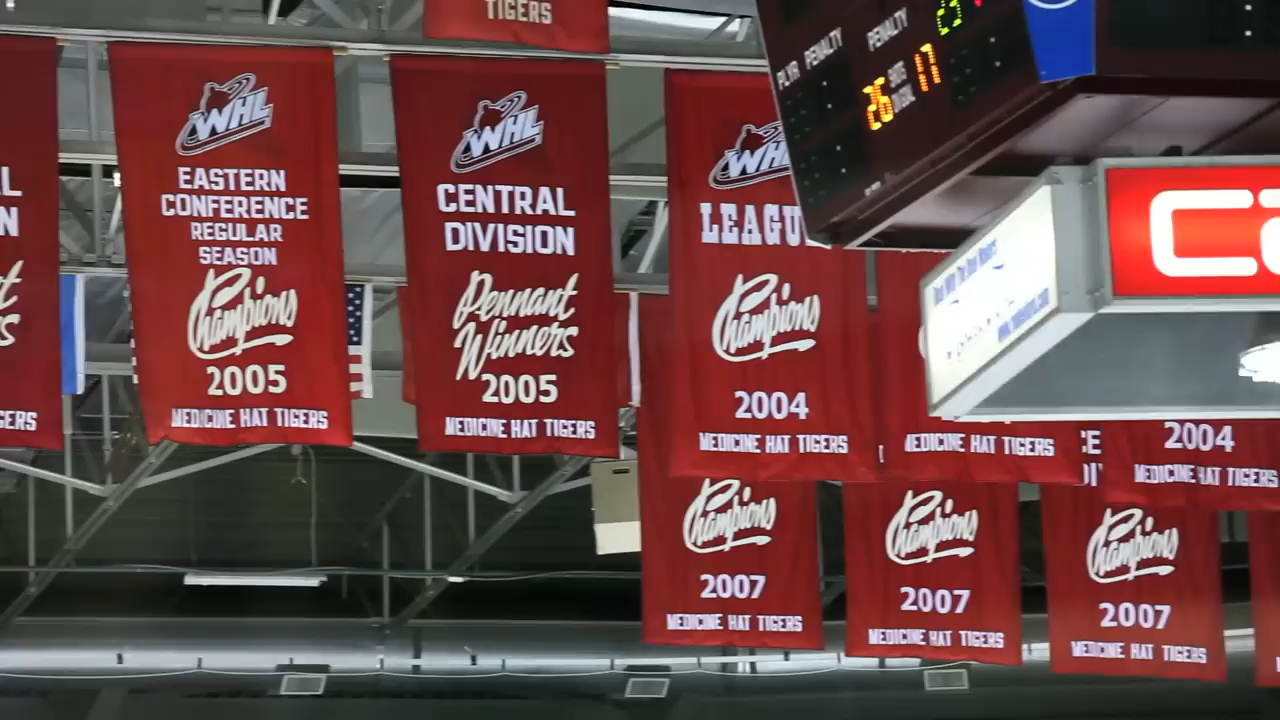 TIGERS
PLYR PENALTY
PENALTY
26
SOG
17
WHL
EASTERN
CONFERENCE
REGULAR
SEASON
Champions
2005
MEDICINE HAT TIGERS
WHL
CENTRAL
DIVISION
Pennant
Winners
2005
MEDICINE HAT TIGERS
WHL
LEAGU
Champions
2004
MEDICINE HAT TIGERS
MEDICINE HAT TIGERS
2004
MEDICINE HAT TIGERS
Champions
2007
MEDICINE HAT TIGERS
Champions
2007
MEDICINE HAT TIGERS
Champions
2007
MEDICINE HAT TIGERS